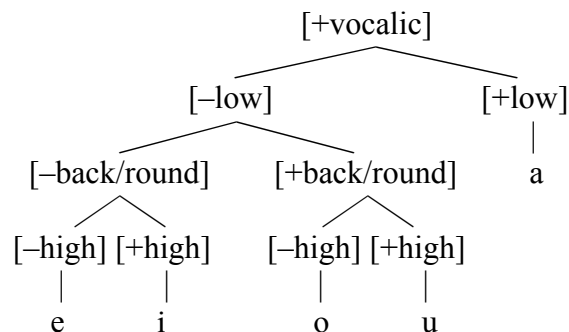 [+vocalic]
[–low] [+low]
[–back/round] [+back/round] a
[–high] [+high] [–high] [+high]
e i o u